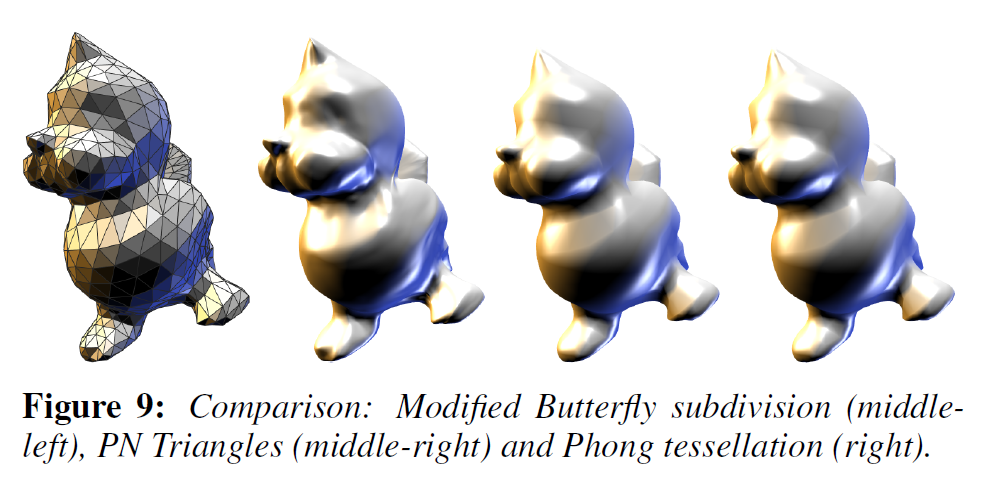 Figure 9: Comparison: Modified Butterfly subdivision (middle-
left), PN Triangles (middle-right) and Phong tessellation (right).